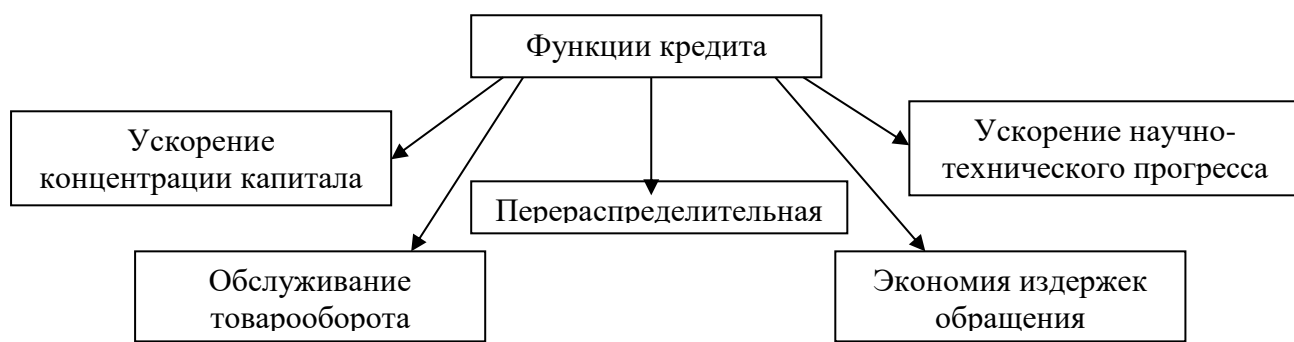 Функции кредита
Ускорение
концентрации капитала
Ускорение научно-
технического прогресса
Перераспределительная
Обслуживание
товарооборота
Экономия издержек
обращения